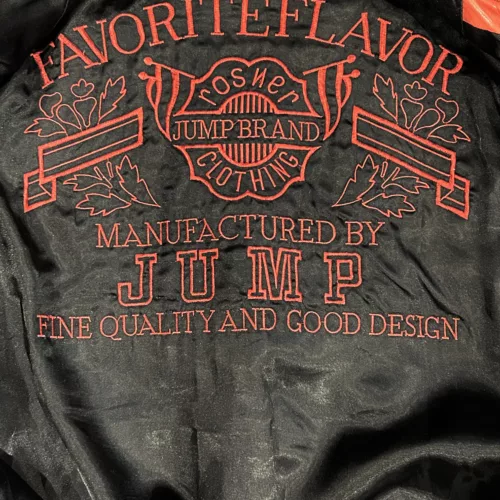 FAVORITEFLAVOR
rosner
JUMP BRAND
CLOTHING
MANUFACTURED BY
JUMP
FINE QUALITY AND GOOD DESIGN